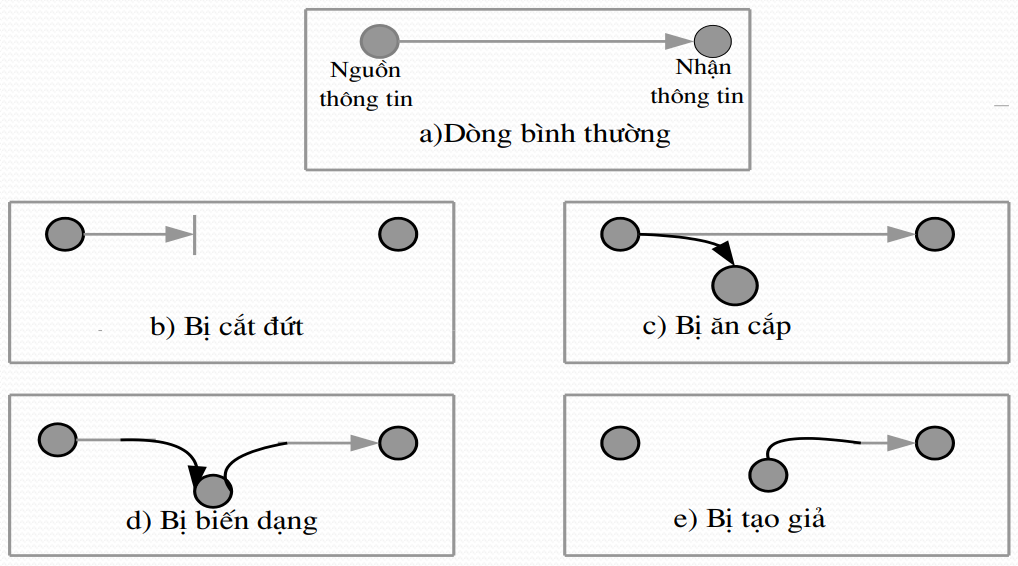 Nguồn
thông tin
Nhận
thông tin
a)Dòng bình thường
b) Bị cắt đứt
c) Bị ăn cắp
d) Bị biến dạng
e) Bị tạo giả